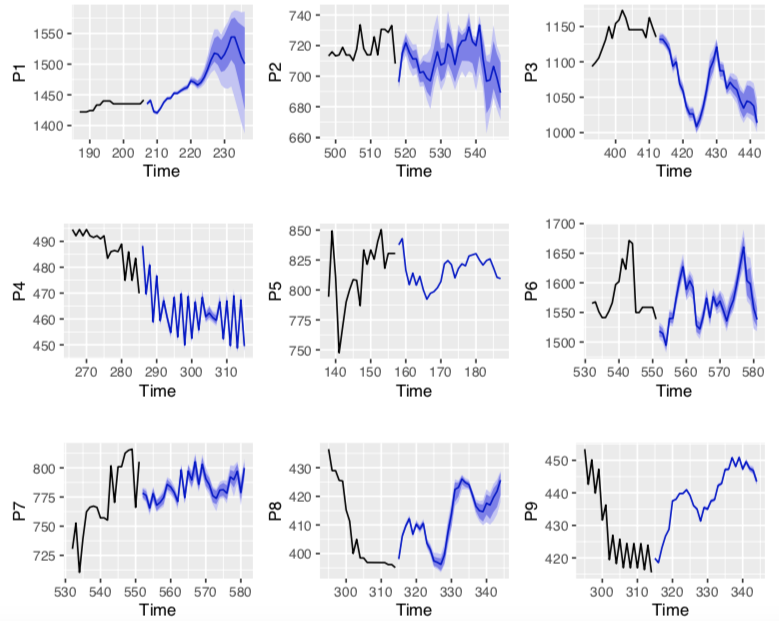 P1
1550
1500
1450
1400
190 200 210 220 230
Time
P2
740
720
700
680
660
500 510 520 530 540
Time
P3
1150
1100
1050
1000
400 410 420 430 440
Time
P4
490
480
470
460
450
270 280 290 300 310
Time
P5
850
825
800
775
750
140 150 160 170 180
Time
P6
1700
1650
1600
1550
1500
530 540 550 560 570 580
Time
P7
800
775
750
725
530 540 550 560 570 580
Time
P8
430
420
410
400
300 310 320 330 340
Time
P9
450
440
430
420
300 310 320 330 340
Time